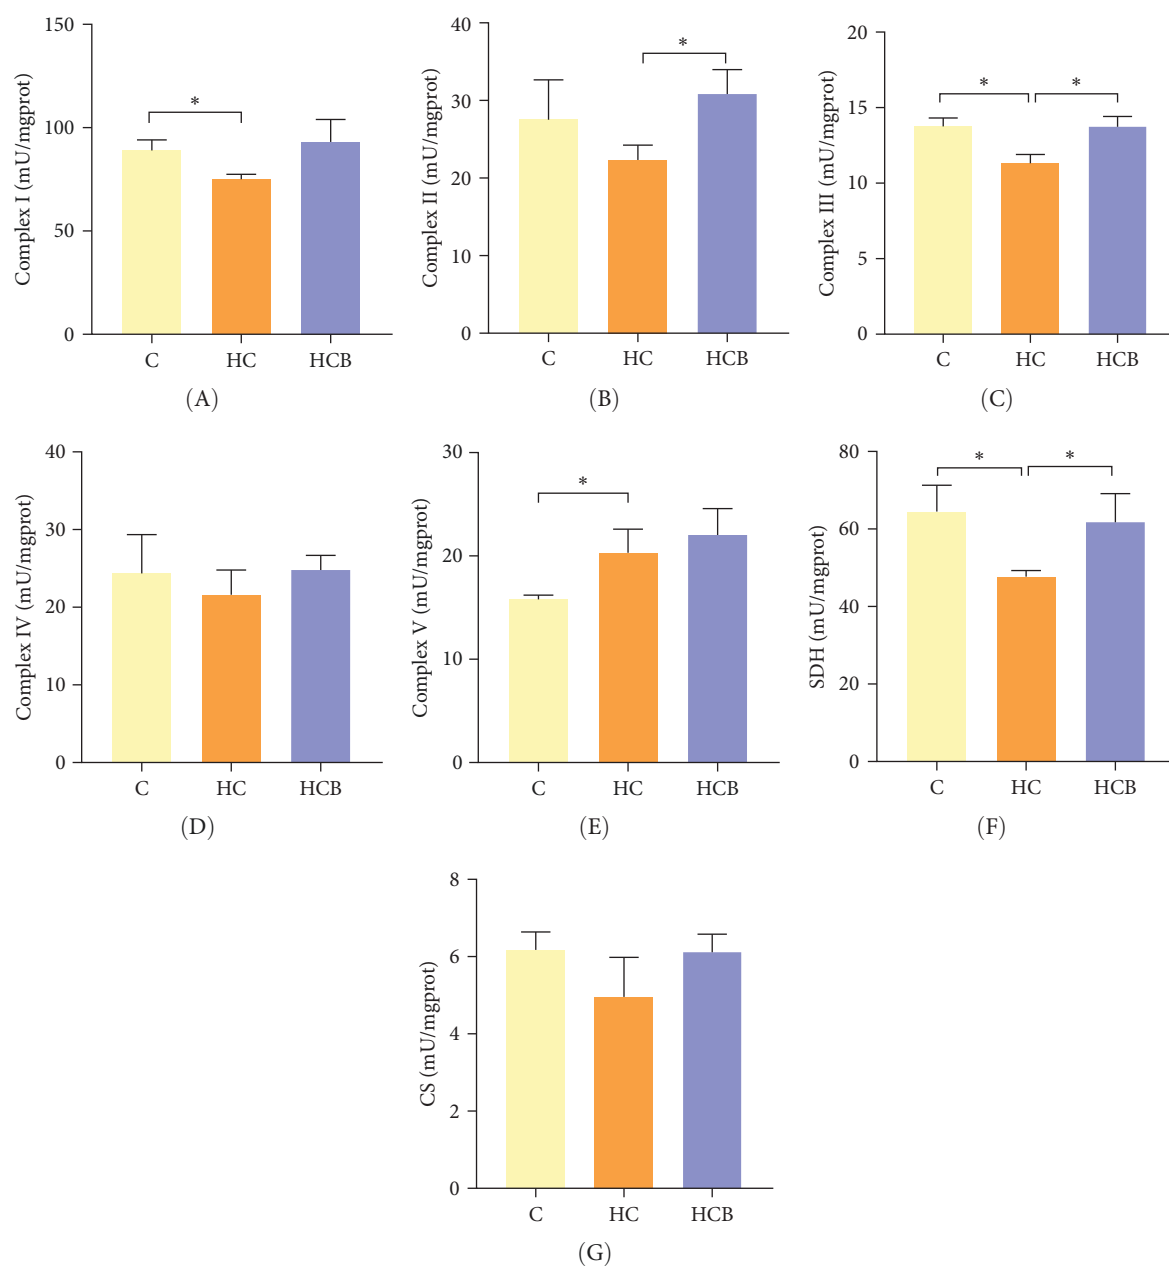 Complex I (mU/mgprot)
150
100
50
0
*
C HC HCB
(A)
Complex II (mU/mgprot)
40
30
20
10
0
*
C HC HCB
(B)
Complex III (mU/mgprot)
20
15
10
5
0
* *
C HC HCB
(C)
Complex IV (mU/mgprot)
40
30
20
10
0
C HC HCB
(D)
Complex V (mU/mgprot)
30
20
10
0
*
C HC HCB
(E)
SDH (mU/mgprot)
80
60
40
20
0
* *
C HC HCB
(F)
CS (mU/mgprot)
8
6
4
2
0
C HC HCB
(G)